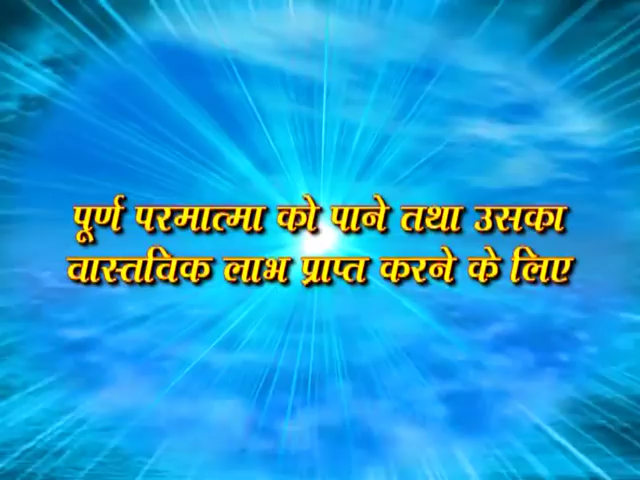 पूर्ण परमात्मा को पाने तथा उसका
वास्तविक लाभ प्राप्त करने के लिए